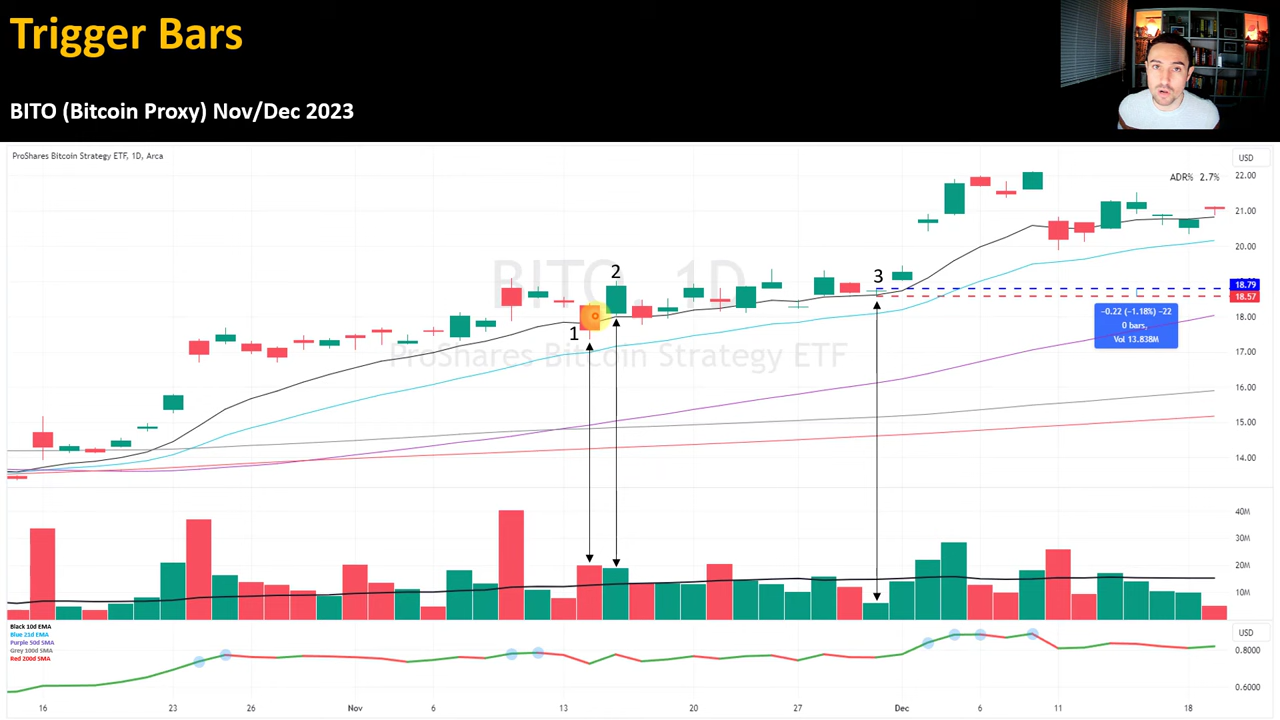 Trigger Bars
BITO (Bitcoin Proxy) Nov/Dec 2023
ProShares Bitcoin Strategy ETF, 1D, Arca
USD
ADR% 2.7%
22.00
21.00
20.00
18.79
18.57
18.00
17.00
16.00
15.00
14.00
BITO, 1D
ProShares Bitcoin Strategy ETF
1
2
3
−0.22 (−1.18%) −22
0 bars,
Vol 13.838M
40M
30M
20M
10M
Black 10d EMA
Blue 21d EMA
Purple 50d SMA
Grey 100d SMA
Red 200d SMA
USD
0.8000
0.6000
16 23 26 Nov 6 13 16 20 27 Dec 6 11 18